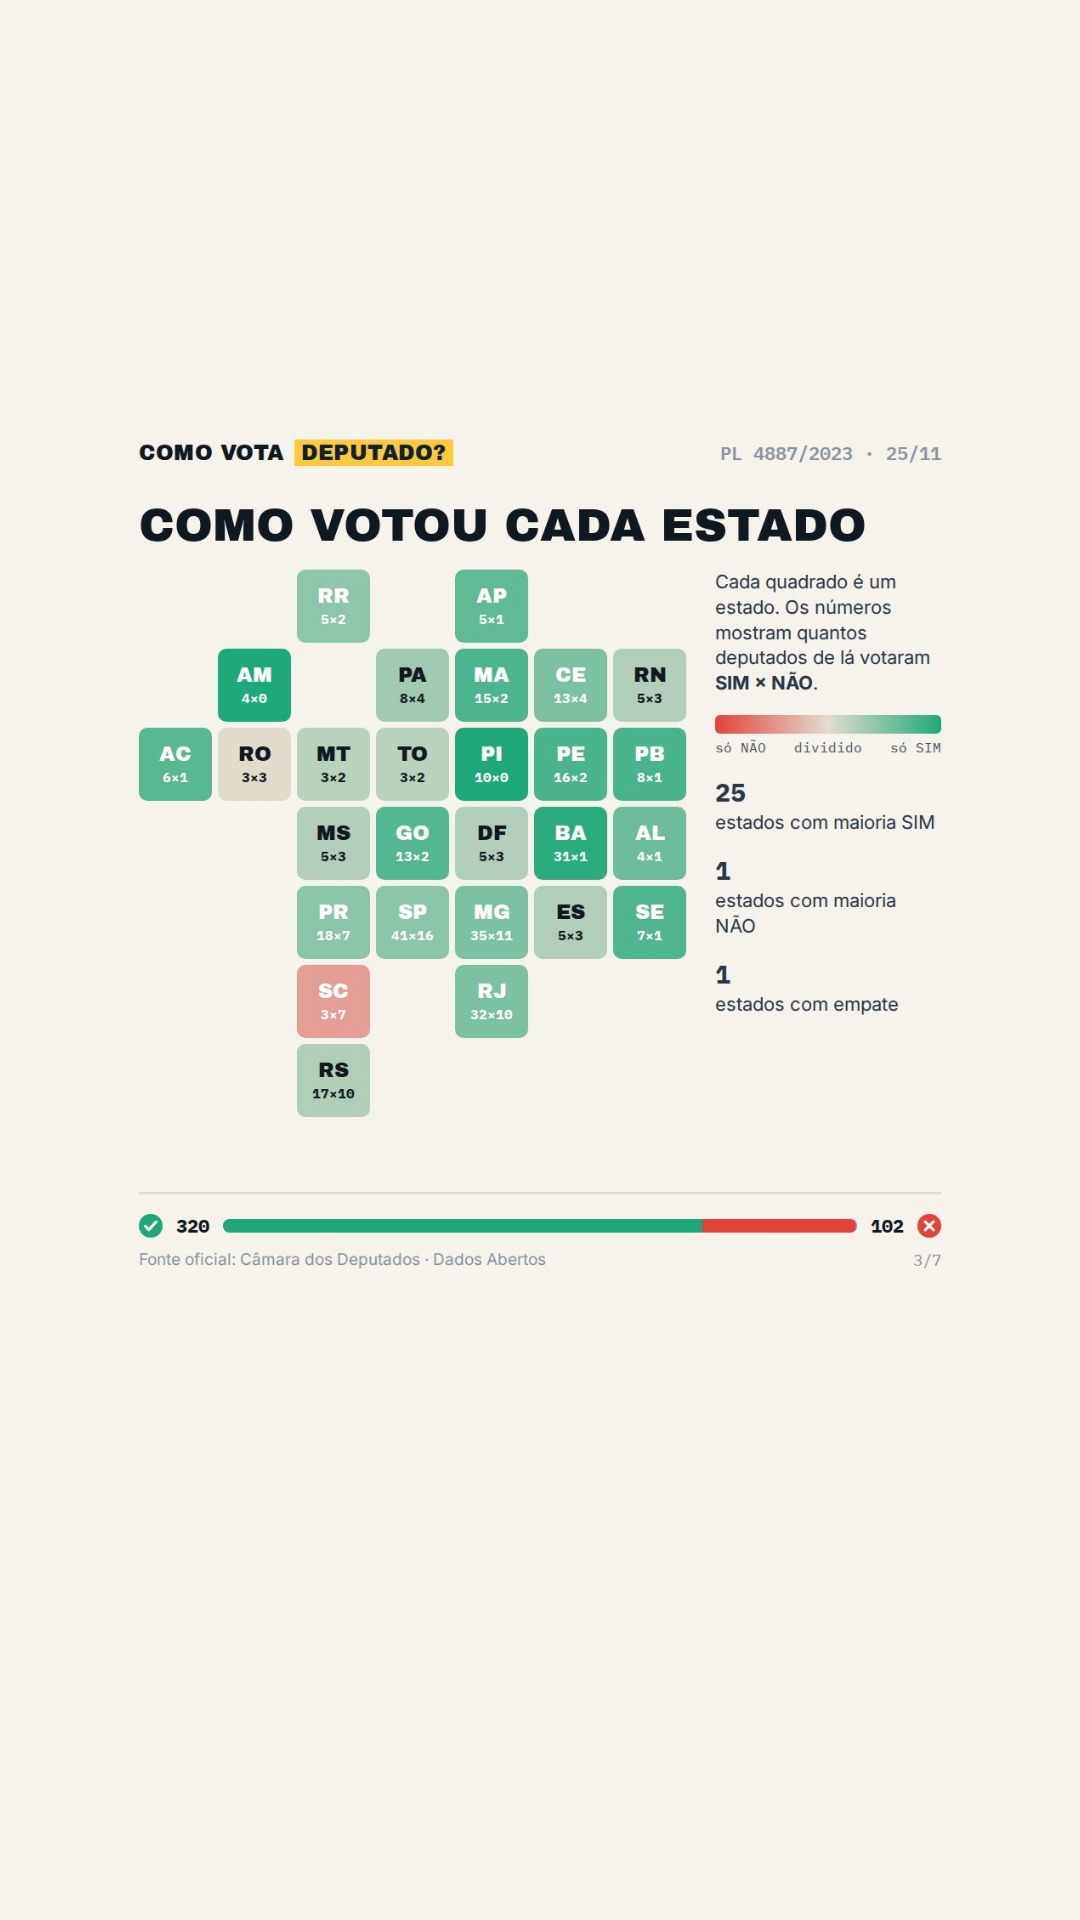 COMO VOTA DEPUTADO?
PL 4887/2023 · 25/11
COMO VOTOU CADA ESTADO
RR
5×2
AP
5×1
AM
4×0
PA
8×4
MA
15×2
CE
13×4
RN
5×3
AC
6×1
RO
3×3
MT
3×2
TO
3×2
PI
10×0
PE
16×2
PB
8×1
MS
5×3
GO
13×2
DF
5×3
BA
31×1
AL
4×1
PR
18×7
SP
41×16
MG
35×11
ES
5×3
SE
7×1
SC
3×7
RJ
32×10
RS
17×10
Cada quadrado é um
estado. Os números
mostram quantos
deputados de lá votaram
SIM × NÃO.
só NÃO dividido só SIM
25
estados com maioria SIM
1
estados com maioria
NÃO
1
estados com empate
320
102
Fonte oficial: Câmara dos Deputados · Dados Abertos
3/7